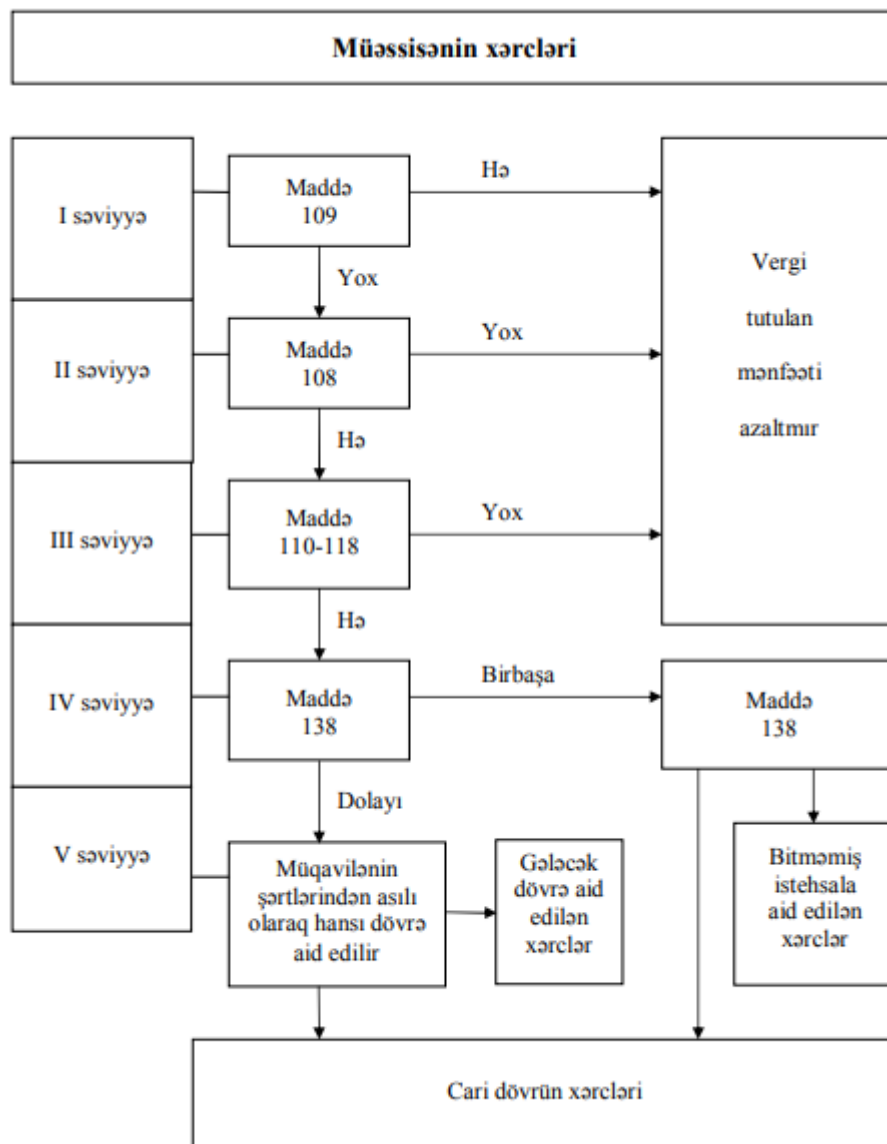 Müəssisənin xərcləri
I səviyyə
Maddə
109
Hə
Yox
Vergi
tutulan
mənfəəti
azaltmır
II səviyyə
Maddə
108
Yox
Hə
III səviyyə
Maddə
110-118
Yox
Hə
IV səviyyə
Maddə
138
Birbaşa
Maddə
138
Dolayı
V səviyyə
Müqavilənin
şərtlərindən asılı
olaraq hansı dövrə
aid edilir
Gələcək
dövrə aid
edilən
xərclər
Bitməmiş
istehsala
aid edilən
xərclər
Cari dövrün xərcləri